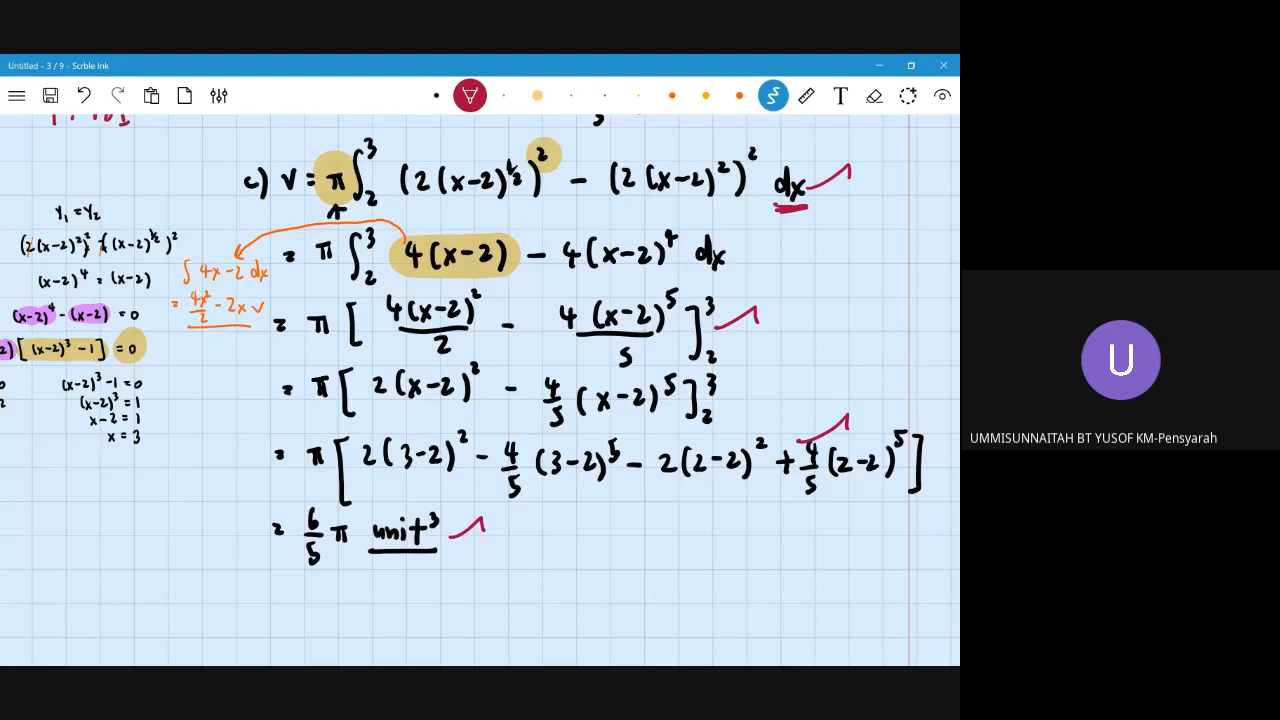 Untitled - 3 / 9 - Scrble Ink
c) V = π ∫₂³ (2(x-2)^½)² - (2(x-2)²)² dx
= π ∫₂³ 4(x-2) - 4(x-2)⁴ dx
= π [ 4(x-2)²/2 - 4(x-2)⁵/5 ]₂³
= π [ 2(x-2)² - 4/5 (x-2)⁵ ]₂³
= π [ 2(3-2)² - 4/5 (3-2)⁵ - 2(2-2)² + 4/5 (2-2)⁵ ]
= 6/5 π unit³
∫ 4x-2 dx
= 4x²/2 - 2x
y₁ = y₂
(x-2)⁴ = (x-2)
(x-2)⁴ - (x-2) = 0
[(x-2)³ - 1] = 0
(x-2)³ - 1 = 0
(x-2)³ = 1
x-2 = 1
x = 3
U
UMMISUNNAITAH BT YUSOF KM-Pensyarah